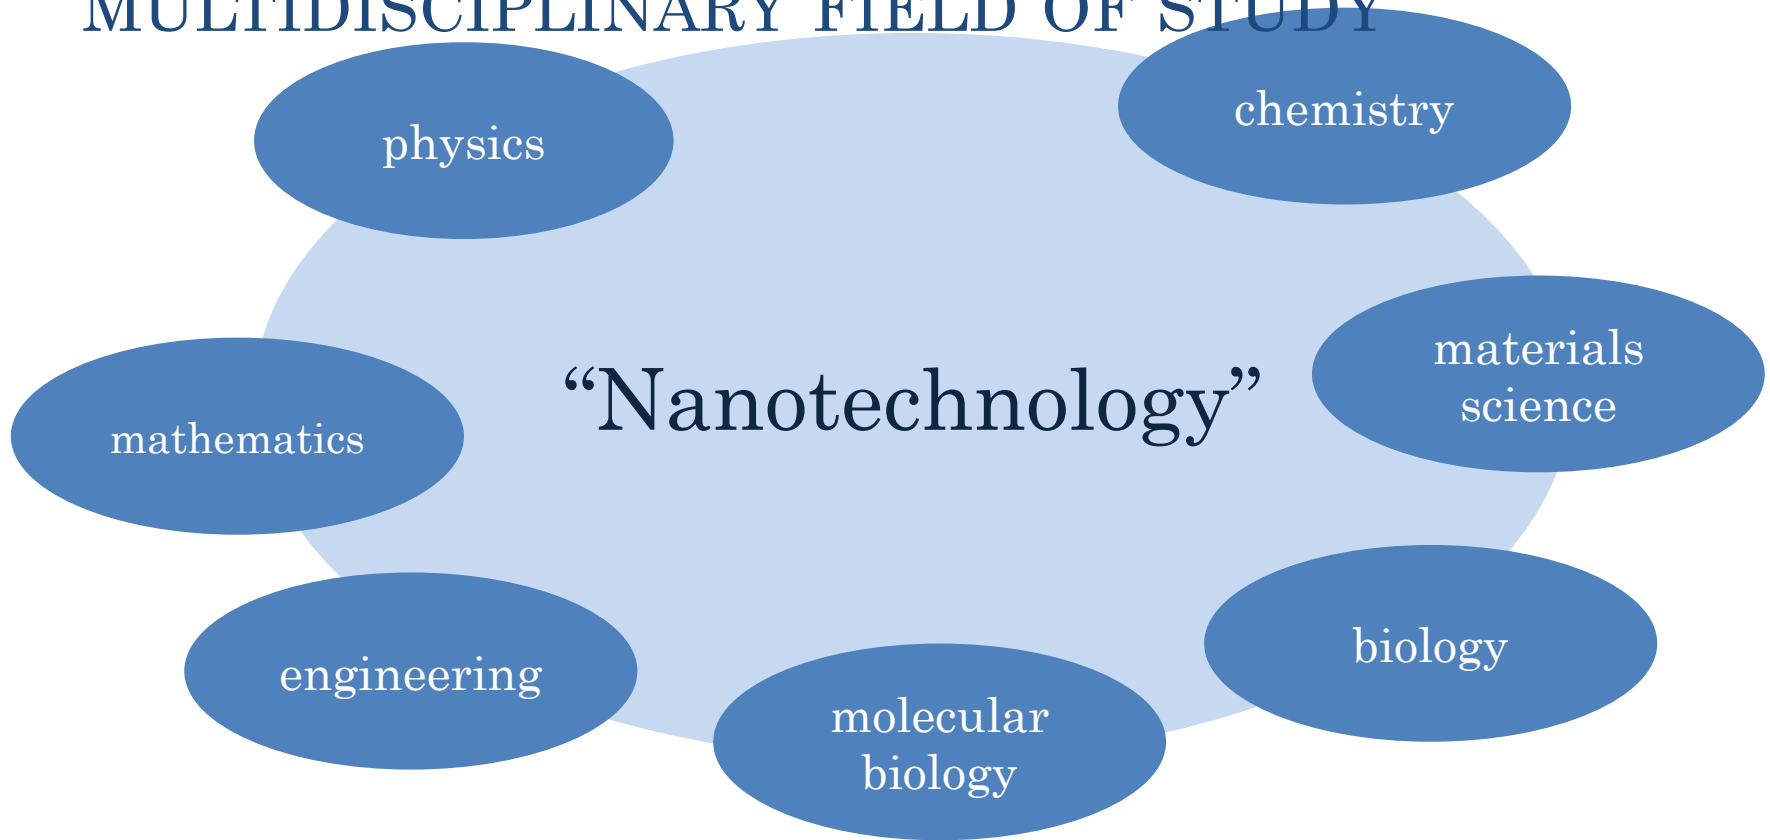 MULTIDISCIPLINARY FIELD OF STUDY
physics
chemistry
materials
science
“Nanotechnology”
mathematics
biology
engineering
molecular
biology